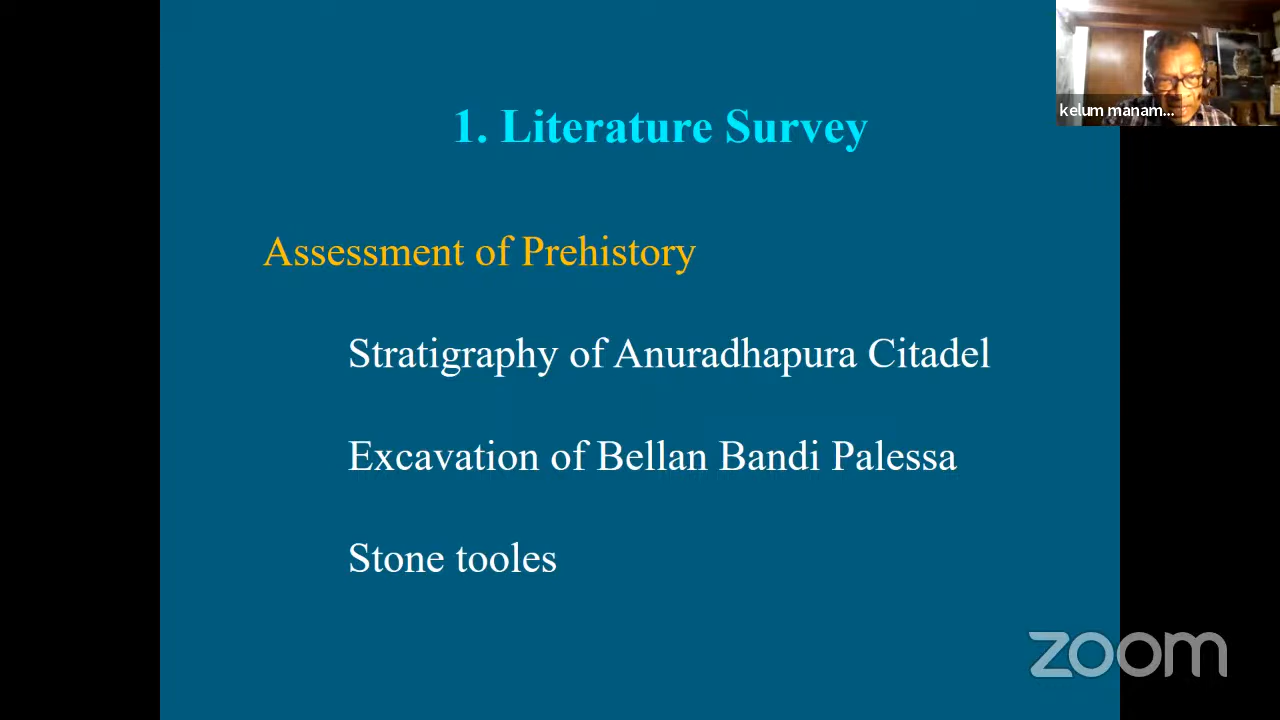 1. Literature Survey
kelum manam...
Assessment of Prehistory
Stratigraphy of Anuradhapura Citadel
Excavation of Bellan Bandi Palessa
Stone tooles
zoom